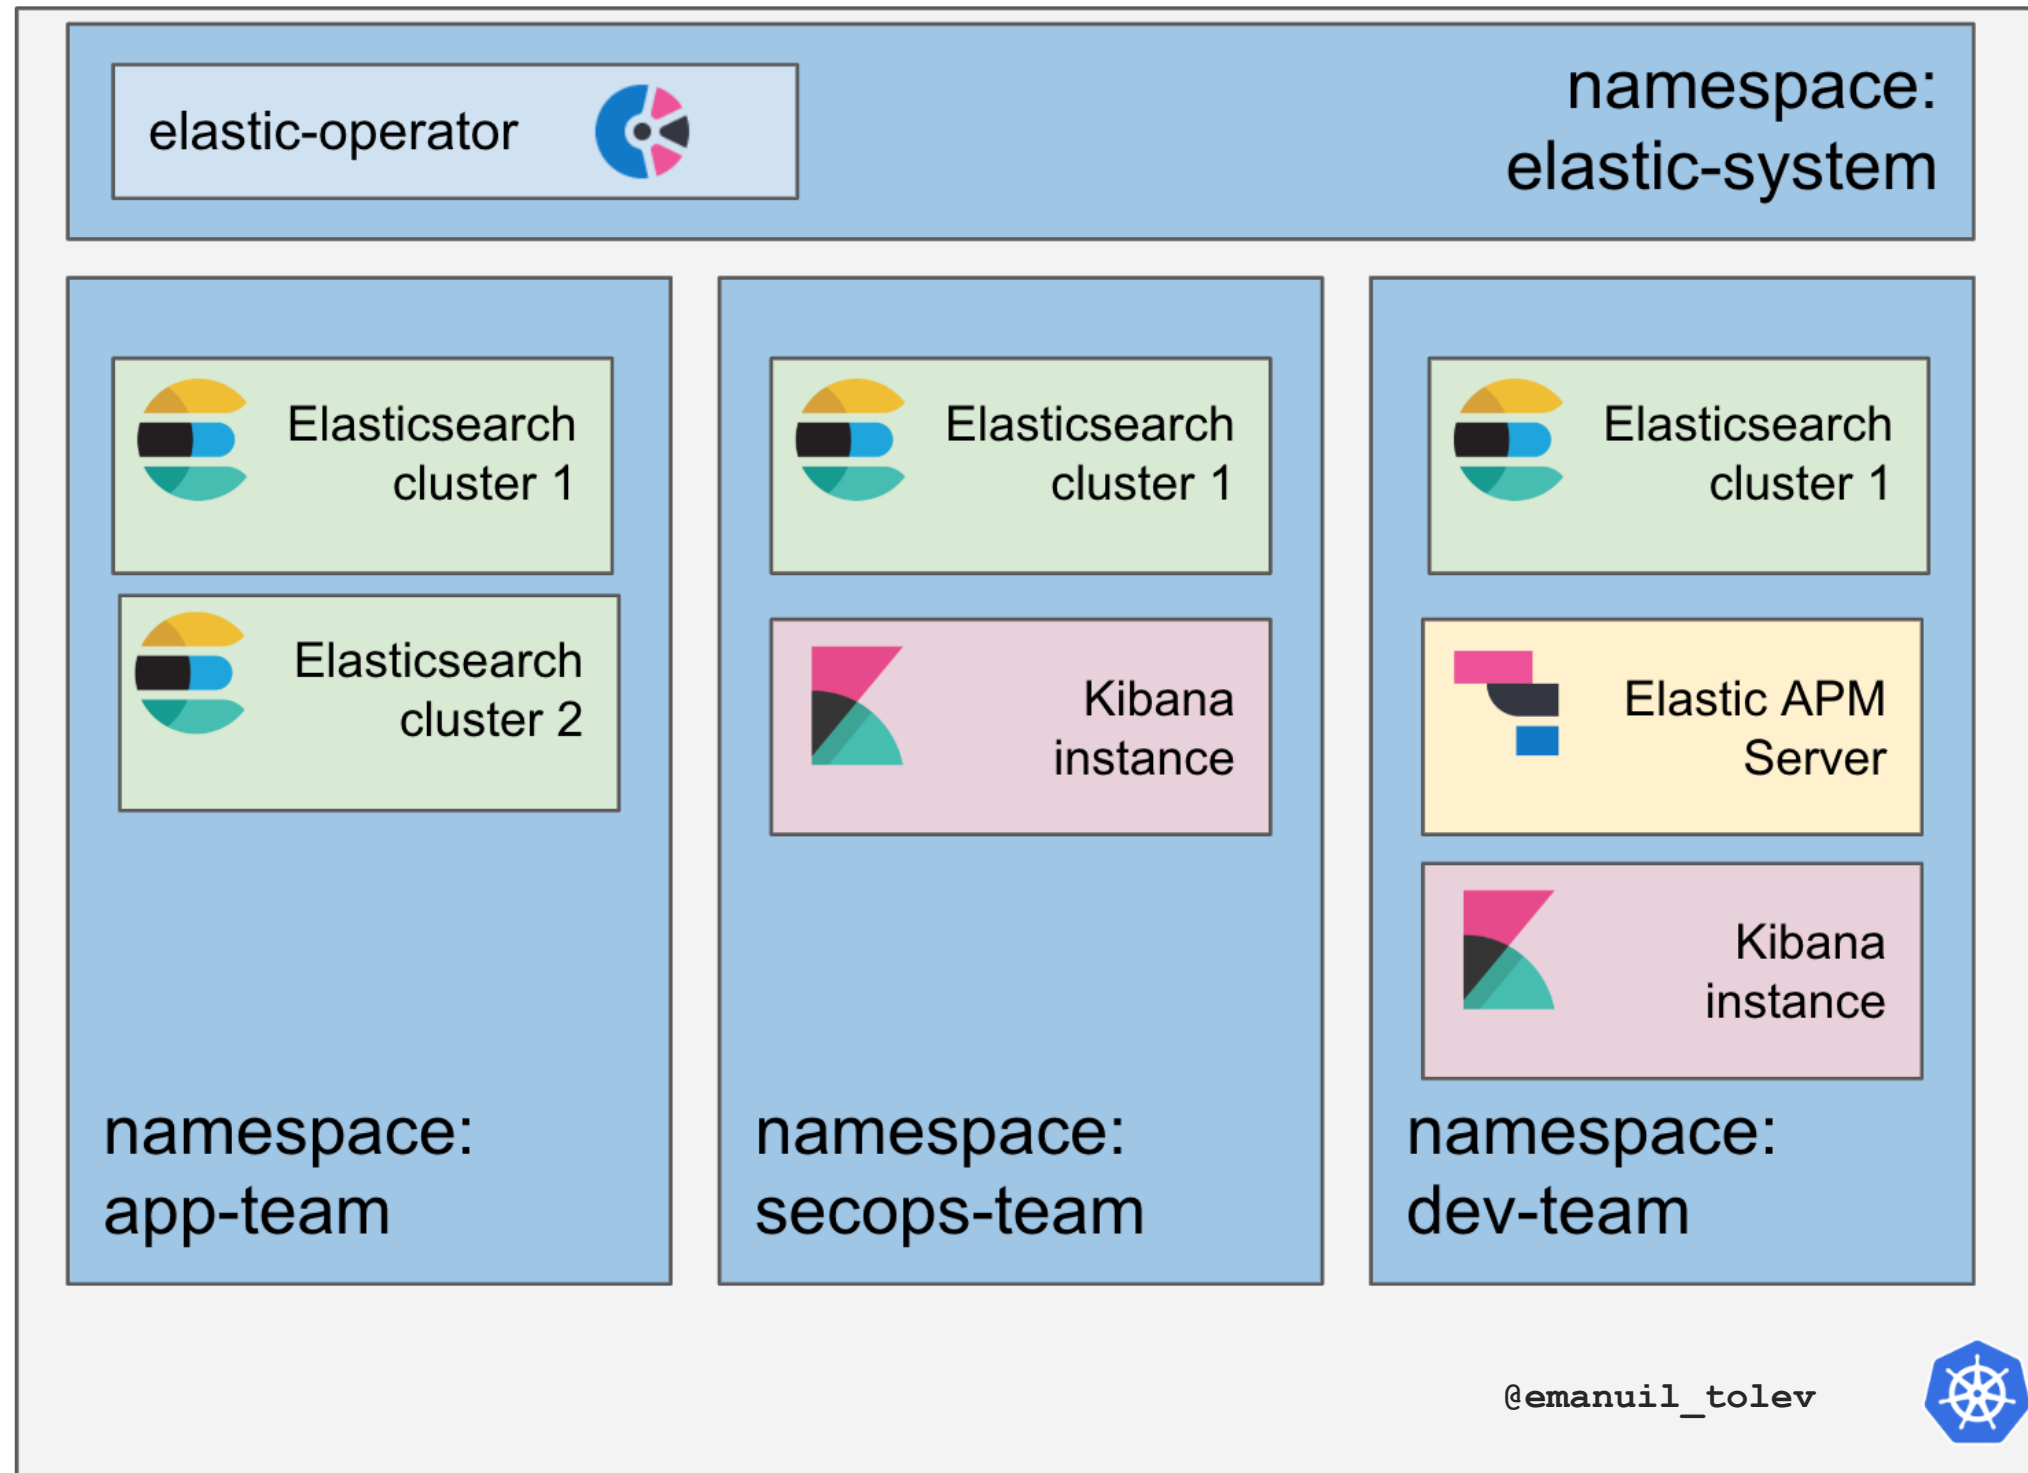 elastic-operator
namespace:
elastic-system
Elasticsearch
cluster 1
Elasticsearch
cluster 2
namespace:
app-team
Elasticsearch
cluster 1
Kibana
instance
namespace:
secops-team
Elasticsearch
cluster 1
Elastic APM
Server
Kibana
instance
namespace:
dev-team
@emanuil_tolev